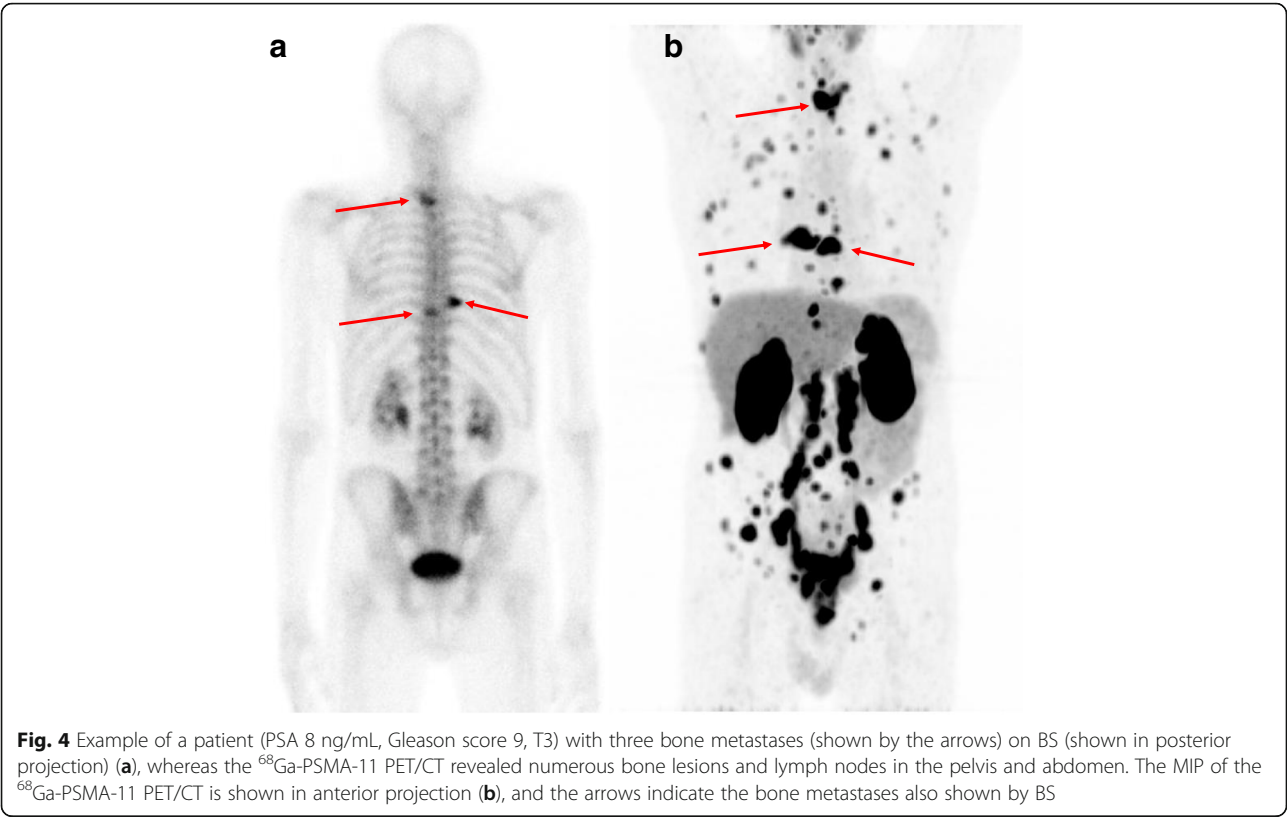 a
b
Fig. 4 Example of a patient (PSA 8 ng/mL, Gleason score 9, T3) with three bone metastases (shown by the arrows) on BS (shown in posterior
projection) (a), whereas the ⁶⁸Ga-PSMA-11 PET/CT revealed numerous bone lesions and lymph nodes in the pelvis and abdomen. The MIP of the
⁶⁸Ga-PSMA-11 PET/CT is shown in anterior projection (b), and the arrows indicate the bone metastases also shown by BS